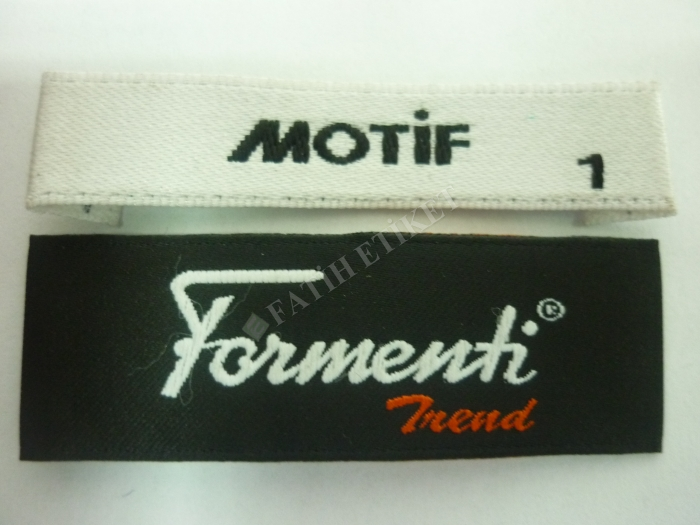 MOTİF
1
FATİH ETİKET
Formenti®
Trend